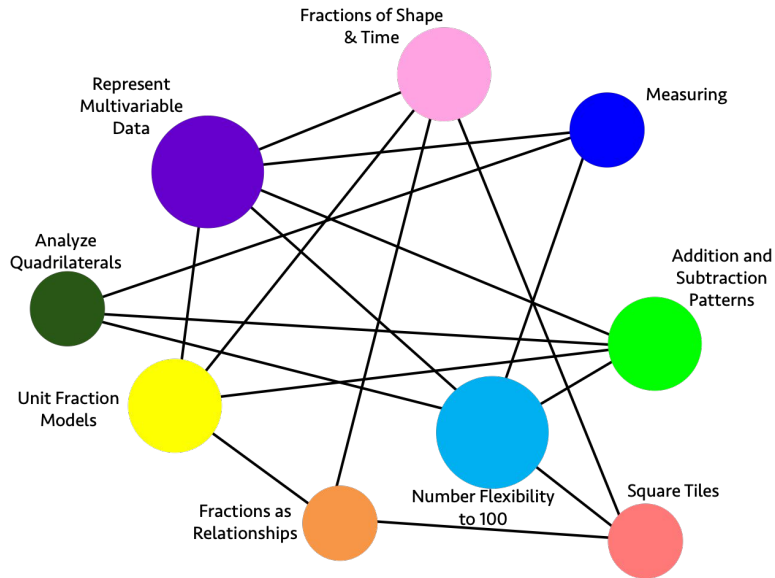 Fractions of Shape
& Time
Measuring
Represent
Multivariable
Data
Analyze
Quadrilaterals
Addition and
Subtraction
Patterns
Unit Fraction
Models
Number Flexibility
to 100
Square Tiles
Fractions as
Relationships